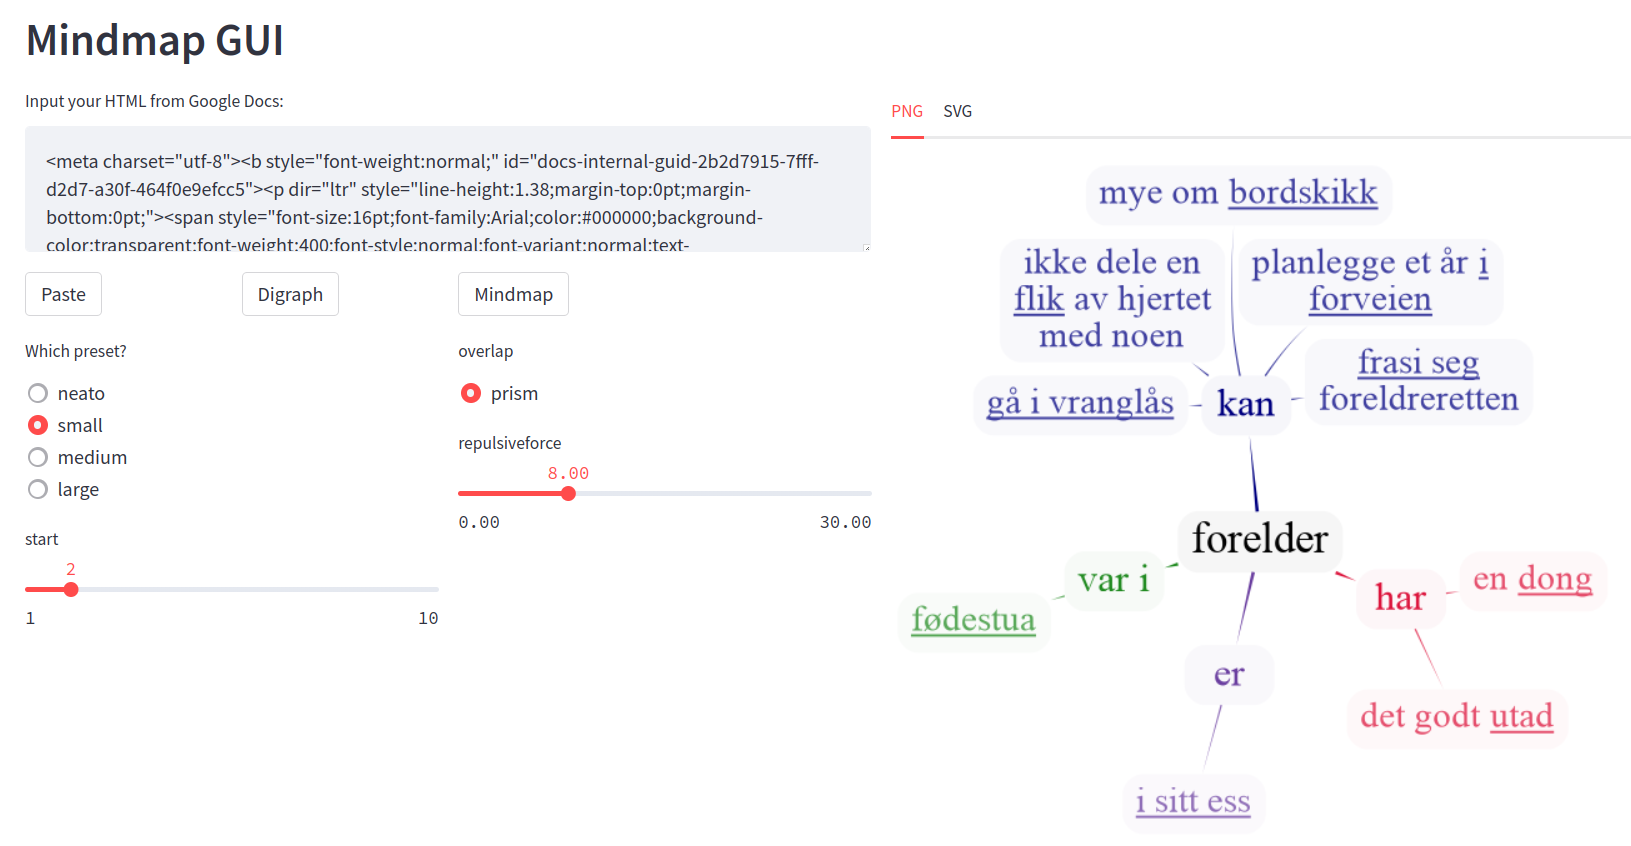 Mindmap GUI
Input your HTML from Google Docs:
<meta charset="utf-8"><b style="font-weight:normal;" id="docs-internal-guid-2b2d7915-7fff-
d2d7-a30f-464f0e9efcc5"><p dir="ltr" style="line-height:1.38;margin-top:0pt;margin-
bottom:0pt;"><span style="font-size:16pt;font-family:Arial;color:#000000;background-
color:transparent;font-weight:400;font-style:normal;font-variant:normal;text-
Paste
Digraph
Mindmap
Which preset?
neato
small
medium
large
start
2
1
10
overlap
prism
repulsiveforce
8.00
0.00
30.00
PNG
SVG
mye om bordskikk
ikke dele en
flik av hjertet
med noen
planlegge et år i
forveien
frasi seg
foreldreretten
gå i vranglås
kan
forelder
var i
fødestua
har
en dong
er
det godt utad
i sitt ess